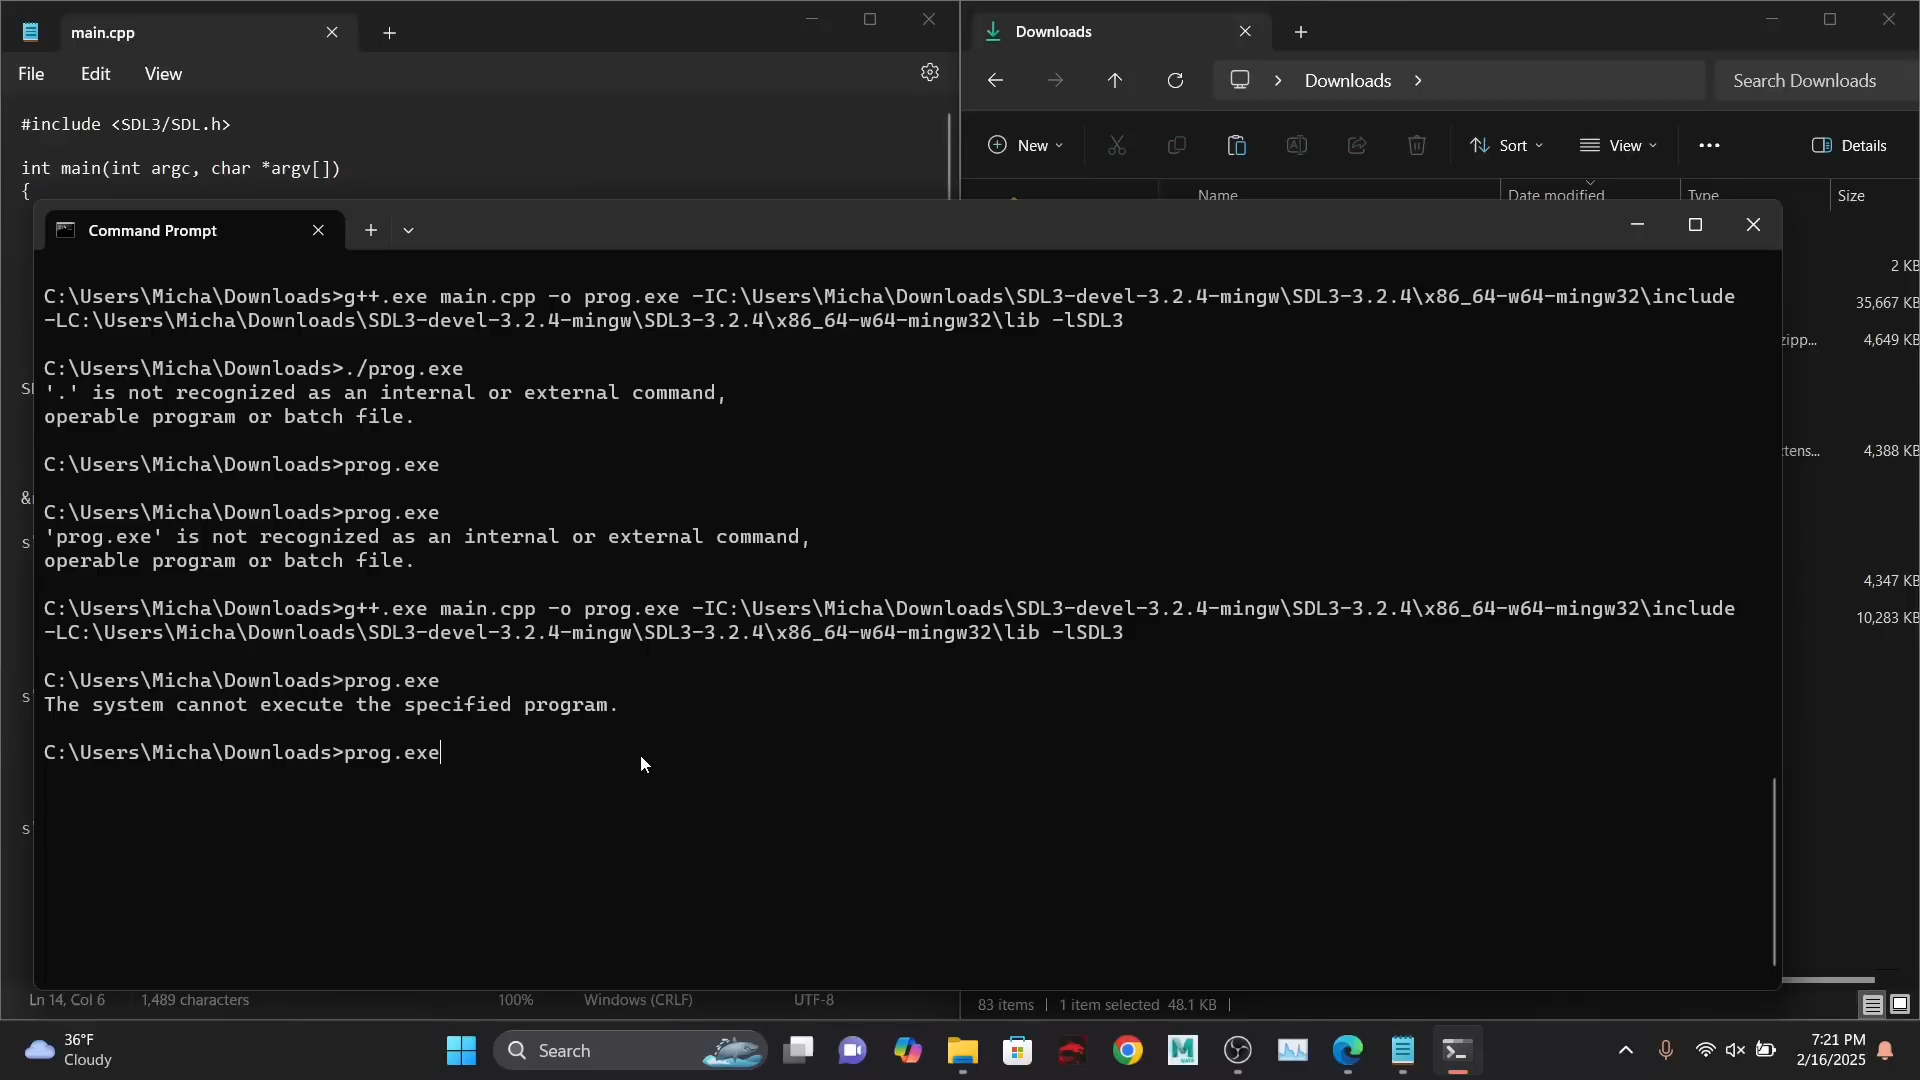 main.cpp
File Edit View
#include <SDL3/SDL.h>
int main(int argc, char *argv[])
{
Downloads
Downloads
Search Downloads
New
Sort
View
Details
Name
Date modified
Type
Size
2 KB
35,667 KB
zipp...
4,649 KB
4,388 KB
4,347 KB
10,283 KB
Command Prompt
C:\Users\Micha\Downloads>g++.exe main.cpp -o prog.exe -IC:\Users\Micha\Downloads\SDL3-devel-3.2.4-mingw\SDL3-3.2.4\x86_64-w64-mingw32\include
-LC:\Users\Micha\Downloads\SDL3-devel-3.2.4-mingw\SDL3-3.2.4\x86_64-w64-mingw32\lib -lSDL3
C:\Users\Micha\Downloads>./prog.exe
'.' is not recognized as an internal or external command,
operable program or batch file.
C:\Users\Micha\Downloads>prog.exe
C:\Users\Micha\Downloads>prog.exe
'prog.exe' is not recognized as an internal or external command,
operable program or batch file.
C:\Users\Micha\Downloads>g++.exe main.cpp -o prog.exe -IC:\Users\Micha\Downloads\SDL3-devel-3.2.4-mingw\SDL3-3.2.4\x86_64-w64-mingw32\include
-LC:\Users\Micha\Downloads\SDL3-devel-3.2.4-mingw\SDL3-3.2.4\x86_64-w64-mingw32\lib -lSDL3
C:\Users\Micha\Downloads>prog.exe
The system cannot execute the specified program.
C:\Users\Micha\Downloads>prog.exe
Ln 14, Col 6
1,489 characters
100%
Windows (CRLF)
UTF-8
83 items
1 item selected 48.1 KB
36°F
Cloudy
Search
7:21 PM
2/16/2025